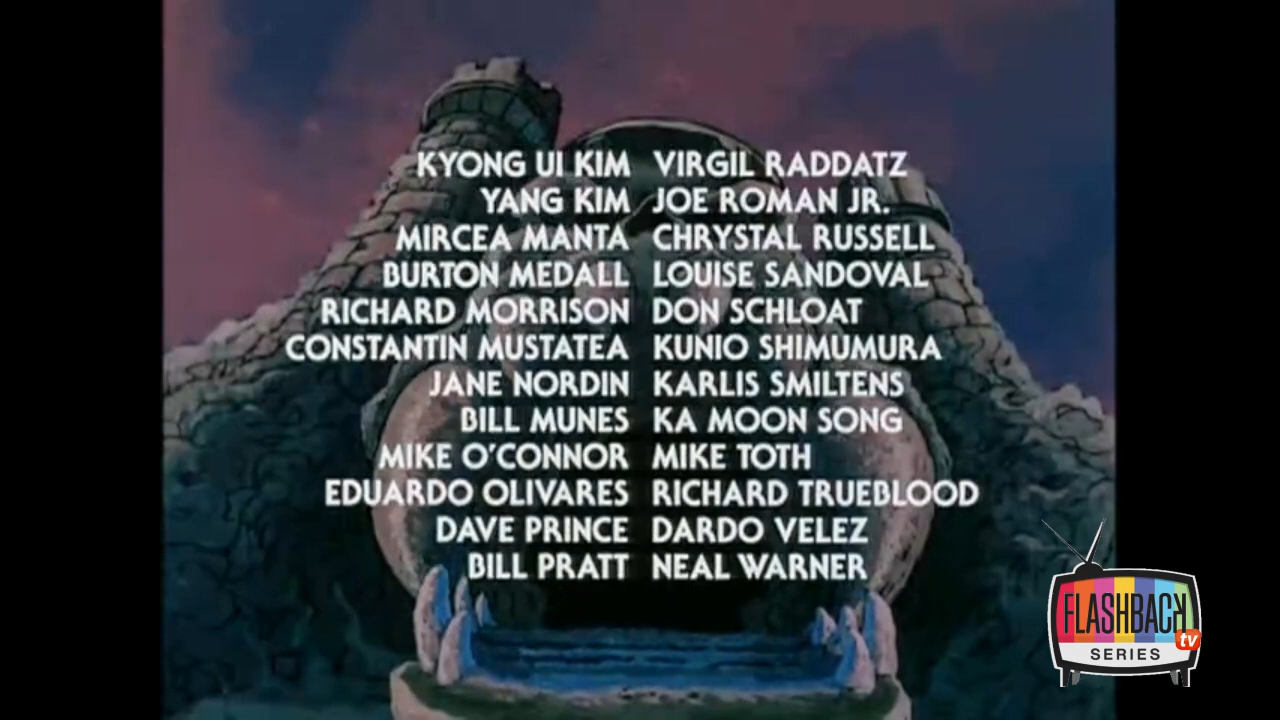 KYONG UI KIM VIRGIL RADDATZ
YANG KIM JOE ROMAN JR.
MIRCEA MANTA CHRYSTAL RUSSELL
BURTON MEDALL LOUISE SANDOVAL
RICHARD MORRISON DON SCHLOAT
CONSTANTIN MUSTATEA KUNIO SHIMUMURA
JANE NORDIN KARLIS SMILTENS
BILL MUNES KA MOON SONG
MIKE O'CONNOR MIKE TOTH
EDUARDO OLIVARES RICHARD TRUEBLOOD
DAVE PRINCE DARDO VELEZ
BILL PRATT NEAL WARNER
FLASHBACK
tv
SERIES